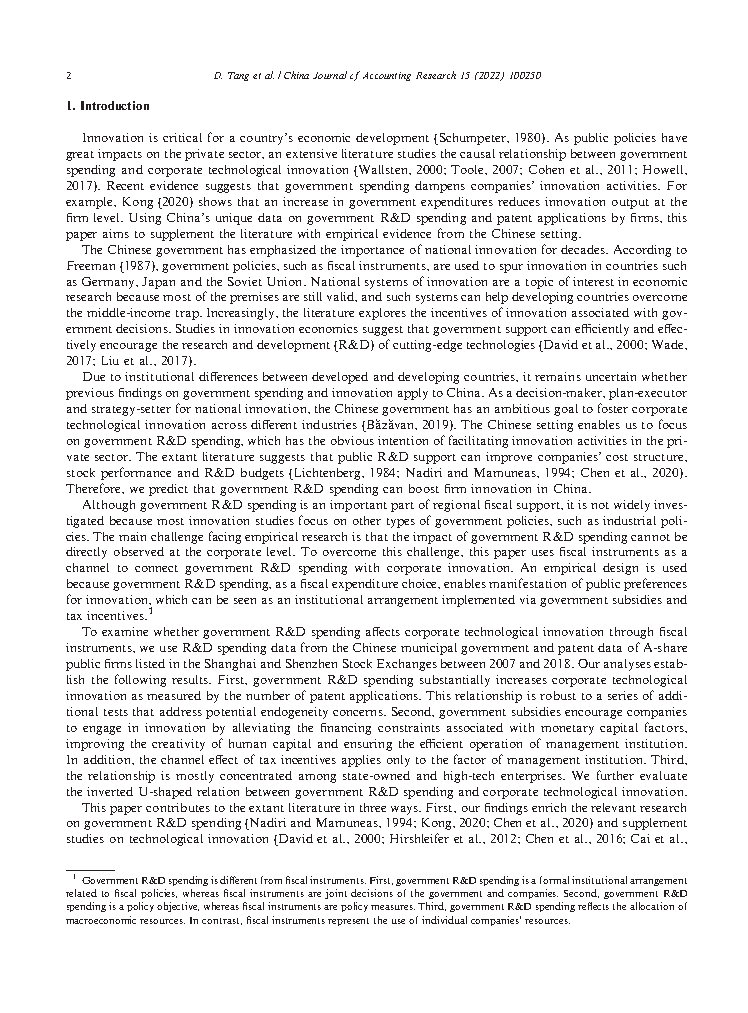 2
D. Tang et al. / China Journal of Accounting Research 15 (2022) 100250
1. Introduction
Innovation is critical for a country's economic development (Schumpeter, 1980). As public policies have
great impacts on the private sector, an extensive literature studies the causal relationship between government
spending and corporate technological innovation (Wallsten, 2000; Toole, 2007; Cohen et al., 2011; Howell,
2017). Recent evidence suggests that government spending dampens companies' innovation activities. For
example, Kong (2020) shows that an increase in government expenditures reduces innovation output at the
firm level. Using China's unique data on government R&D spending and patent applications by firms, this
paper aims to supplement the literature with empirical evidence from the Chinese setting.
The Chinese government has emphasized the importance of national innovation for decades. According to
Freeman (1987), government policies, such as fiscal instruments, are used to spur innovation in countries such
as Germany, Japan and the Soviet Union. National systems of innovation are a topic of interest in economic
research because most of the premises are still valid, and such systems can help developing countries overcome
the middle-income trap. Increasingly, the literature explores the incentives of innovation associated with gov-
ernment decisions. Studies in innovation economics suggest that government support can efficiently and effec-
tively encourage the research and development (R&D) of cutting-edge technologies (David et al., 2000; Wade,
2017; Liu et al., 2017).
Due to institutional differences between developed and developing countries, it remains uncertain whether
previous findings on government spending and innovation apply to China. As a decision-maker, plan-executor
and strategy-setter for national innovation, the Chinese government has an ambitious goal to foster corporate
technological innovation across different industries (Băzăvan, 2019). The Chinese setting enables us to focus
on government R&D spending, which has the obvious intention of facilitating innovation activities in the pri-
vate sector. The extant literature suggests that public R&D support can improve companies' cost structure,
stock performance and R&D budgets (Lichtenberg, 1984; Nadiri and Mamuneas, 1994; Chen et al., 2020).
Therefore, we predict that government R&D spending can boost firm innovation in China.
Although government R&D spending is an important part of regional fiscal support, it is not widely inves-
tigated because most innovation studies focus on other types of government policies, such as industrial poli-
cies. The main challenge facing empirical research is that the impact of government R&D spending cannot be
directly observed at the corporate level. To overcome this challenge, this paper uses fiscal instruments as a
channel to connect government R&D spending with corporate innovation. An empirical design is used
because government R&D spending, as a fiscal expenditure choice, enables manifestation of public preferences
for innovation, which can be seen as an institutional arrangement implemented via government subsidies and
tax incentives.1
To examine whether government R&D spending affects corporate technological innovation through fiscal
instruments, we use R&D spending data from the Chinese municipal government and patent data of A-share
public firms listed in the Shanghai and Shenzhen Stock Exchanges between 2007 and 2018. Our analyses estab-
lish the following results. First, government R&D spending substantially increases corporate technological
innovation as measured by the number of patent applications. This relationship is robust to a series of addi-
tional tests that address potential endogeneity concerns. Second, government subsidies encourage companies
to engage in innovation by alleviating the financing constraints associated with monetary capital factors,
improving the creativity of human capital and ensuring the efficient operation of management institution.
In addition, the channel effect of tax incentives applies only to the factor of management institution. Third,
the relationship is mostly concentrated among state-owned and high-tech enterprises. We further evaluate
the inverted U-shaped relation between government R&D spending and corporate technological innovation.
This paper contributes to the extant literature in three ways. First, our findings enrich the relevant research
on government R&D spending (Nadiri and Mamuneas, 1994; Kong, 2020; Chen et al., 2020) and supplement
studies on technological innovation (David et al., 2000; Hirshleifer et al., 2012; Chen et al., 2016; Cai et al.,
1 Government R&D spending is different from fiscal instruments. First, government R&D spending is a formal institutional arrangement
related to fiscal policies, whereas fiscal instruments are joint decisions of the government and companies. Second, government R&D
spending is a policy objective, whereas fiscal instruments are policy measures. Third, government R&D spending reflects the allocation of
macroeconomic resources. In contrast, fiscal instruments represent the use of individual companies' resources.